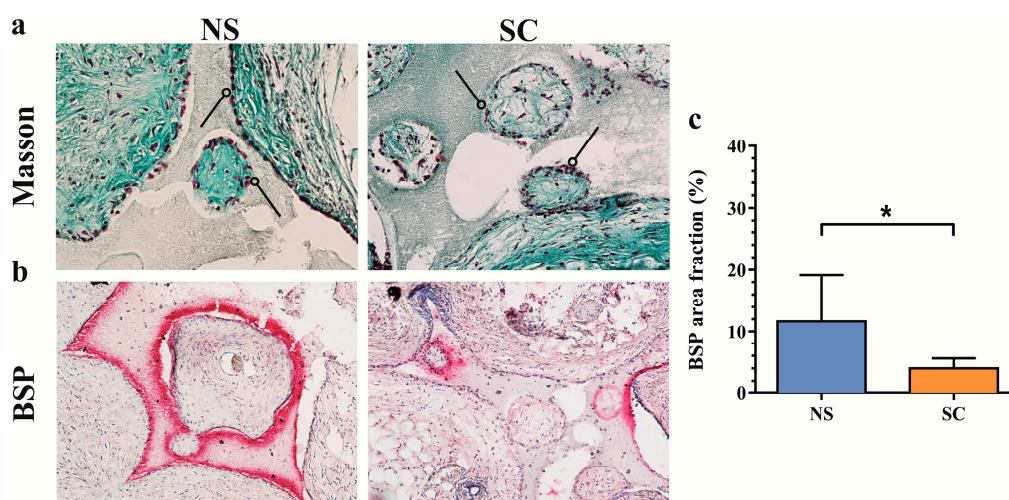 a
NS
SC
Masson
b
BSP
c
BSP area fraction (%)
40
30
20
10
0
*
NS
SC